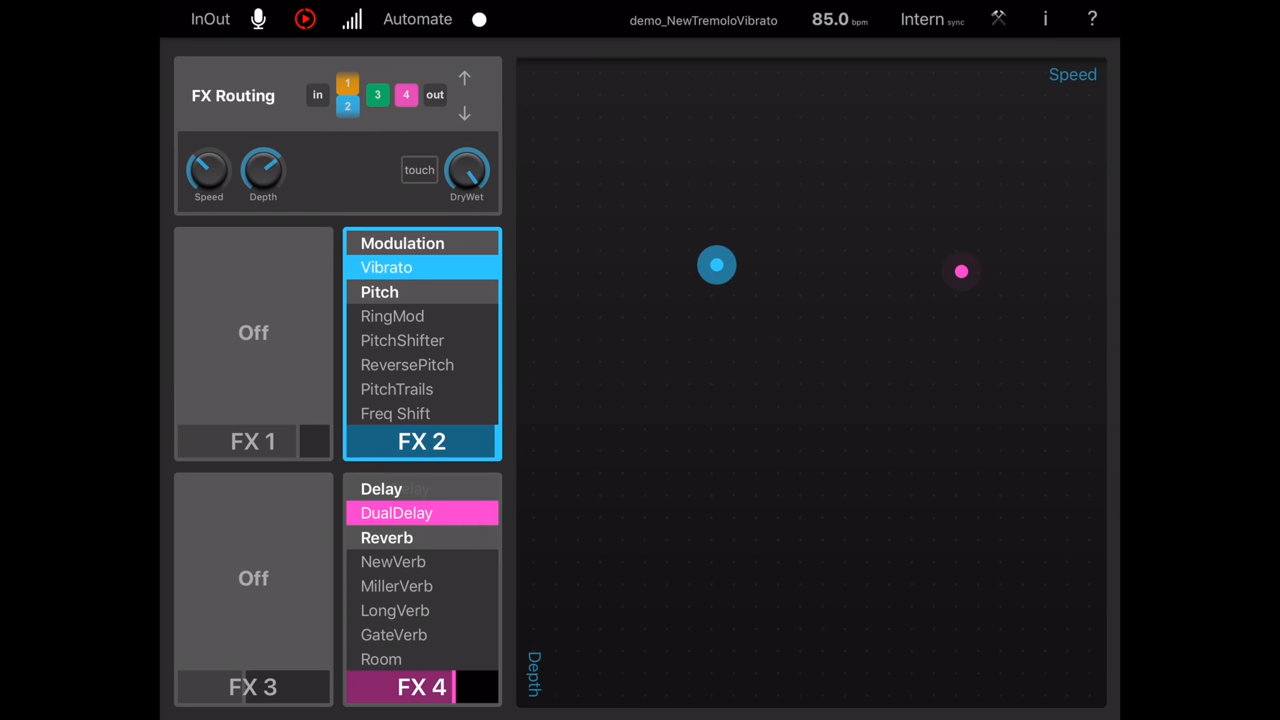 InOut Automate demo_NewTremoloVibrato 85.0 bpm Intern sync i ?
FX Routing in 1 2 3 4 out
Speed Depth touch DryWet
Off
FX 1
Modulation
Vibrato
Pitch
RingMod
PitchShifter
ReversePitch
PitchTrails
Freq Shift
FX 2
Off
FX 3
Delay
DualDelay
Reverb
NewVerb
MillerVerb
LongVerb
GateVerb
Room
FX 4
Speed
Depth